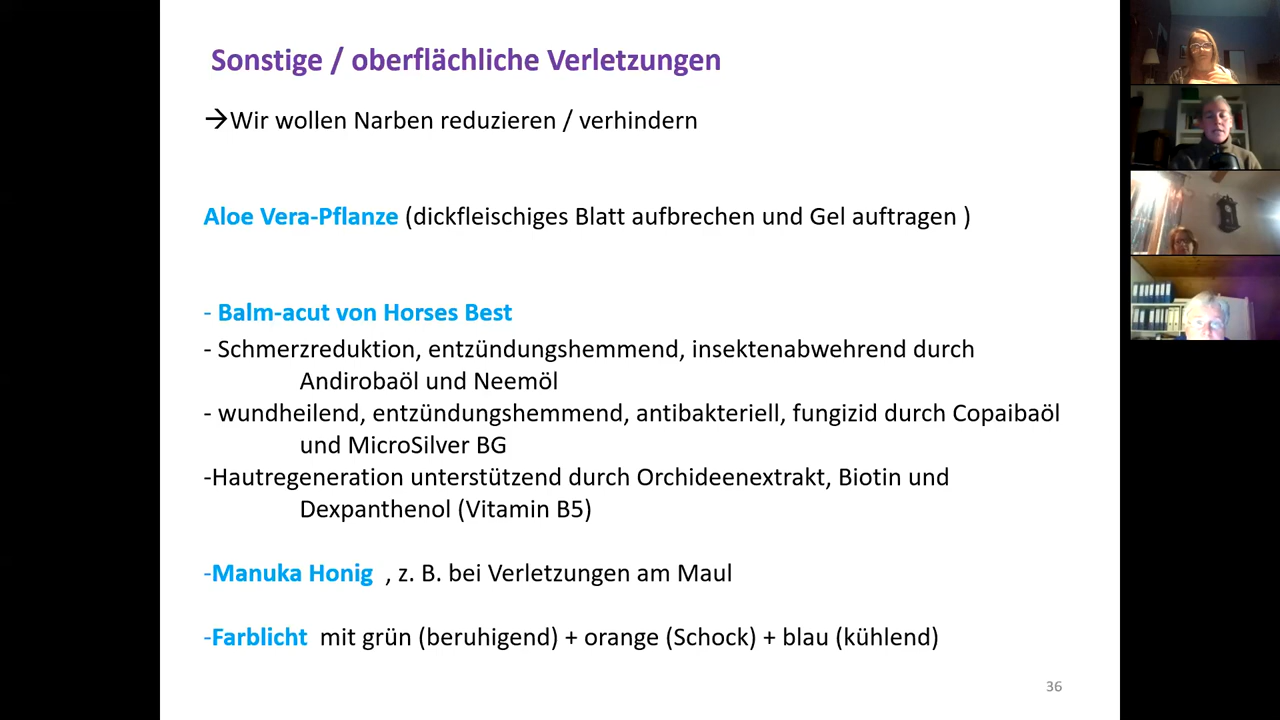 Sonstige / oberflächliche Verletzungen
→Wir wollen Narben reduzieren / verhindern
Aloe Vera-Pflanze (dickfleischiges Blatt aufbrechen und Gel auftragen )
- Balm-acut von Horses Best
- Schmerzreduktion, entzündungshemmend, insektenabwehrend durch
Andirobaöl und Neemöl
- wundheilend, entzündungshemmend, antibakteriell, fungizid durch Copaibaöl
und MicroSilver BG
-Hautregeneration unterstützend durch Orchideenextrakt, Biotin und
Dexpanthenol (Vitamin B5)
-Manuka Honig , z. B. bei Verletzungen am Maul
-Farblicht mit grün (beruhigend) + orange (Schock) + blau (kühlend)
36